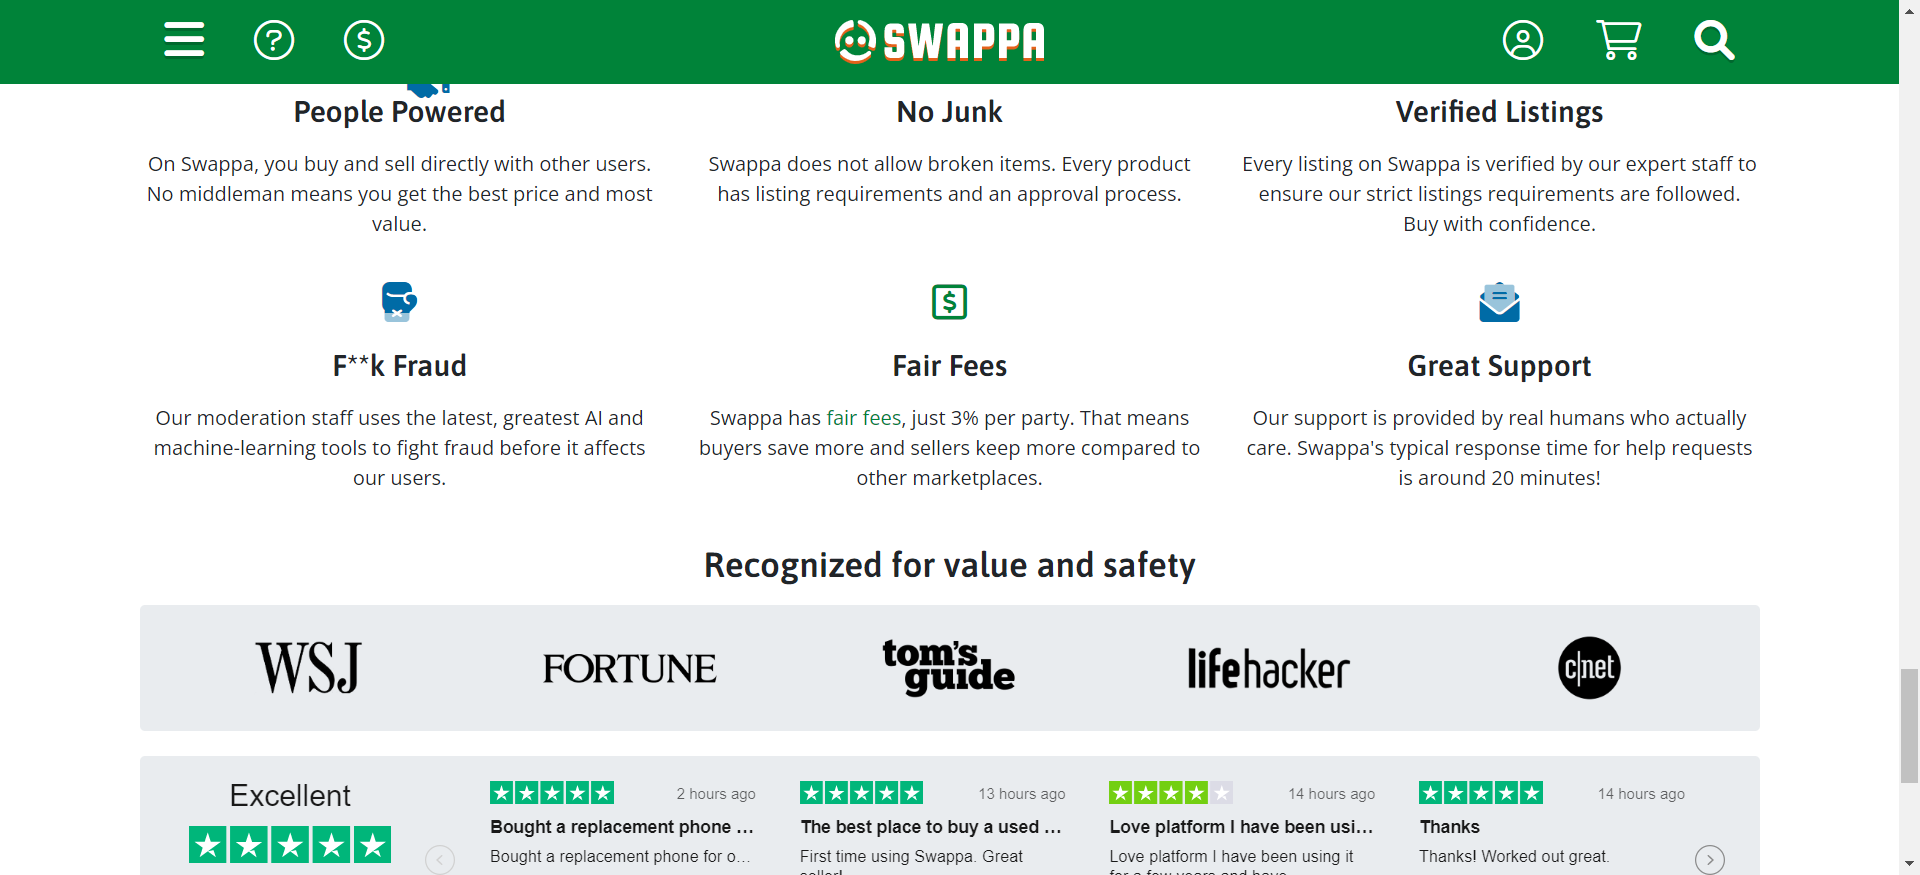 SWAPPA
People Powered
On Swappa, you buy and sell directly with other users.
No middleman means you get the best price and most
value.
No Junk
Swappa does not allow broken items. Every product
has listing requirements and an approval process.
Verified Listings
Every listing on Swappa is verified by our expert staff to
ensure our strict listings requirements are followed.
Buy with confidence.
F**k Fraud
Our moderation staff uses the latest, greatest AI and
machine-learning tools to fight fraud before it affects
our users.
Fair Fees
Swappa has fair fees, just 3% per party. That means
buyers save more and sellers keep more compared to
other marketplaces.
Great Support
Our support is provided by real humans who actually
care. Swappa's typical response time for help requests
is around 20 minutes!
Recognized for value and safety
WSJ
FORTUNE
tom's
guide
lifehacker
c|net
Excellent
2 hours ago
Bought a replacement phone ...
Bought a replacement phone for o...
13 hours ago
The best place to buy a used ...
First time using Swappa. Great
seller!
14 hours ago
Love platform I have been usi...
Love platform I have been using it
for a few years and have
14 hours ago
Thanks
Thanks! Worked out great.